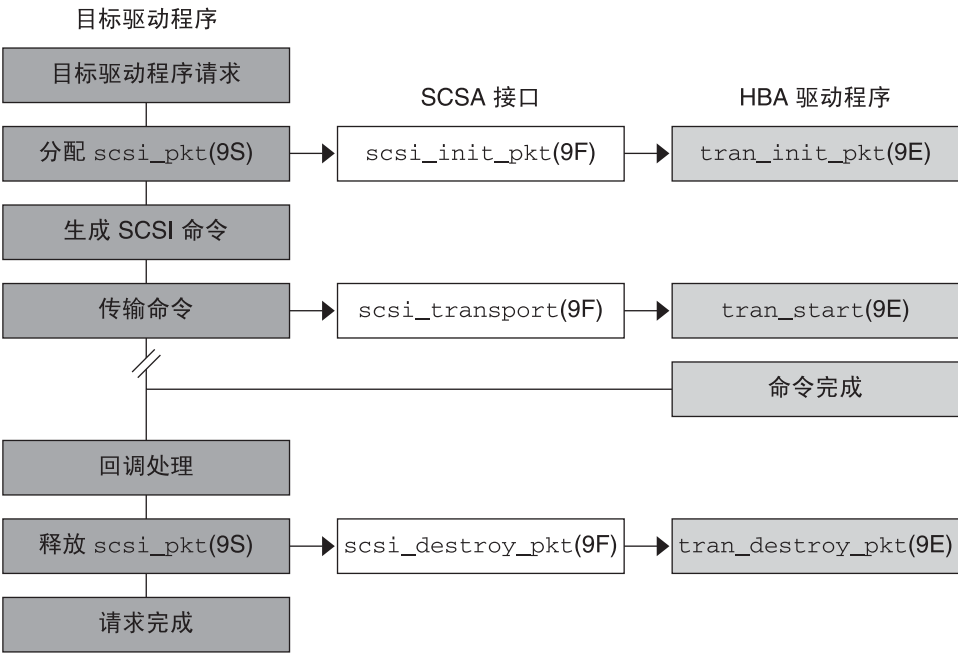 目标驱动程序
目标驱动程序请求
SCSA 接口
HBA 驱动程序
分配 scsi_pkt(9S)
scsi_init_pkt(9F)
tran_init_pkt(9E)
生成 SCSI 命令
传输命令
scsi_transport(9F)
tran_start(9E)
命令完成
回调处理
释放 scsi_pkt(9S)
scsi_destroy_pkt(9F)
tran_destroy_pkt(9E)
请求完成